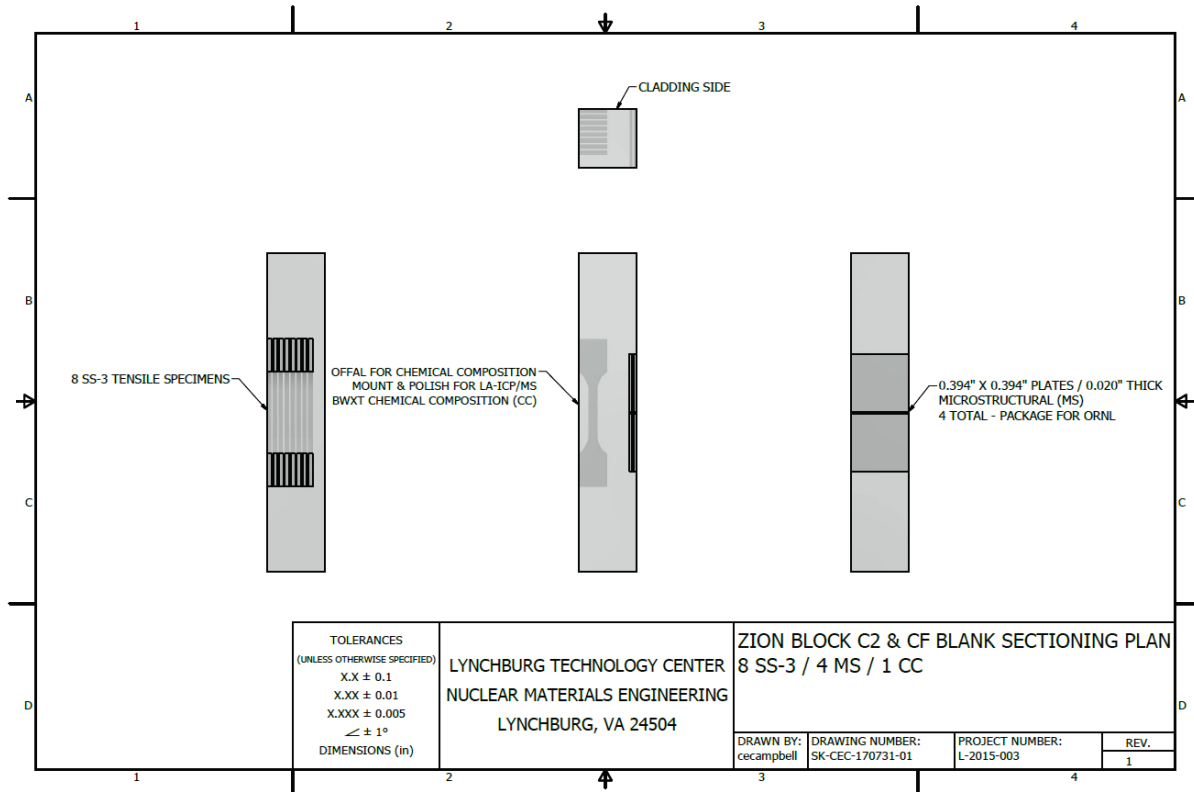 1 2 3 4
A A
CLADDING SIDE
B B
8 SS-3 TENSILE SPECIMENS
OFFAL FOR CHEMICAL COMPOSITION
MOUNT & POLISH FOR LA-ICP/MS
BWXT CHEMICAL COMPOSITION (CC)
0.394" X 0.394" PLATES / 0.020" THICK
MICROSTRUCTURAL (MS)
4 TOTAL - PACKAGE FOR ORNL
C C
TOLERANCES
(UNLESS OTHERWISE SPECIFIED)
X.X ± 0.1
X.XX ± 0.01
X.XXX ± 0.005
∠ ± 1°
DIMENSIONS (in)
LYNCHBURG TECHNOLOGY CENTER
NUCLEAR MATERIALS ENGINEERING
LYNCHBURG, VA 24504
ZION BLOCK C2 & CF BLANK SECTIONING PLAN
8 SS-3 / 4 MS / 1 CC
D D
DRAWN BY:
cecampbell
DRAWING NUMBER:
SK-CEC-170731-01
PROJECT NUMBER:
L-2015-003
REV.
1
1 2 3 4